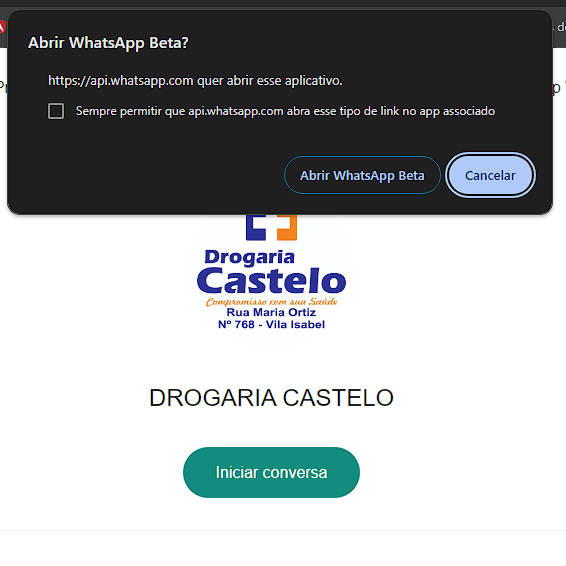 Abrir WhatsApp Beta?
https://api.whatsapp.com quer abrir esse aplicativo.
Sempre permitir que api.whatsapp.com abra esse tipo de link no app associado
Abrir WhatsApp Beta
Cancelar
Drogaria
Castelo
Compromisso com sua Saúde
Rua Maria Ortiz
Nº 768 - Vila Isabel
DROGARIA CASTELO
Iniciar conversa